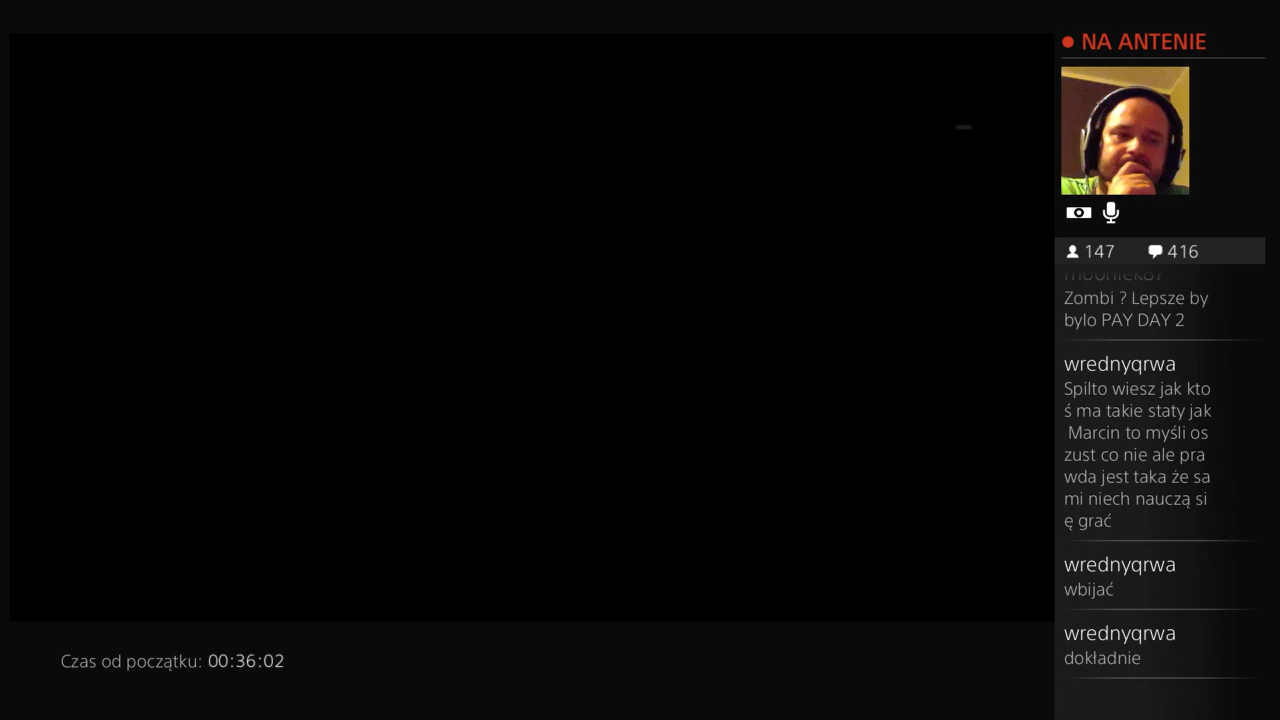 NA ANTENIE
147 416
Zombi ? Lepsze by
bylo PAY DAY 2
wrednyqrwa
Spilto wiesz jak kto
ś ma takie staty jak
Marcin to myśli os
zust co nie ale pra
wda jest taka że sa
mi niech nauczą si
ę grać
wrednyqrwa
wbijać
wrednyqrwa
dokładnie
Czas od początku: 00:36:02